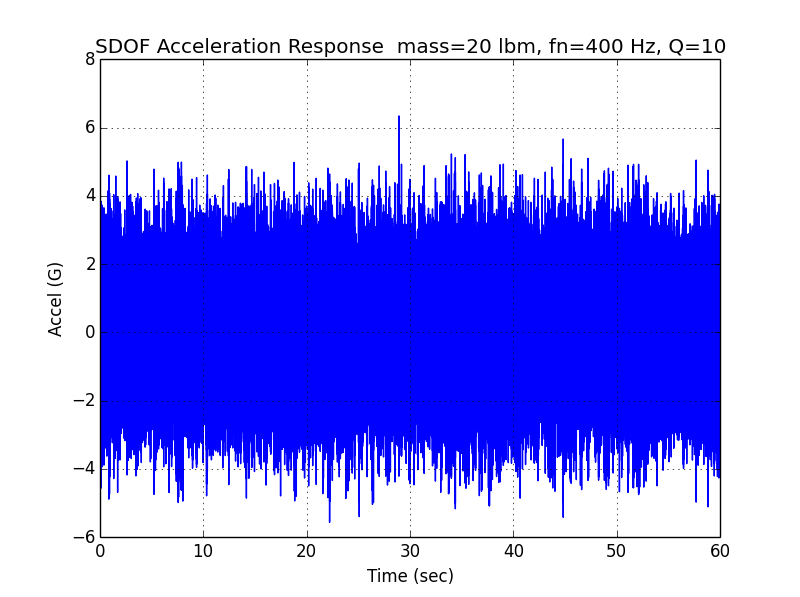 SDOF Acceleration Response  mass=20 lbm, fn=400 Hz, Q=10
8
6
4
2
0
−2
−4
−6
Accel (G)
0 10 20 30 40 50 60
Time (sec)